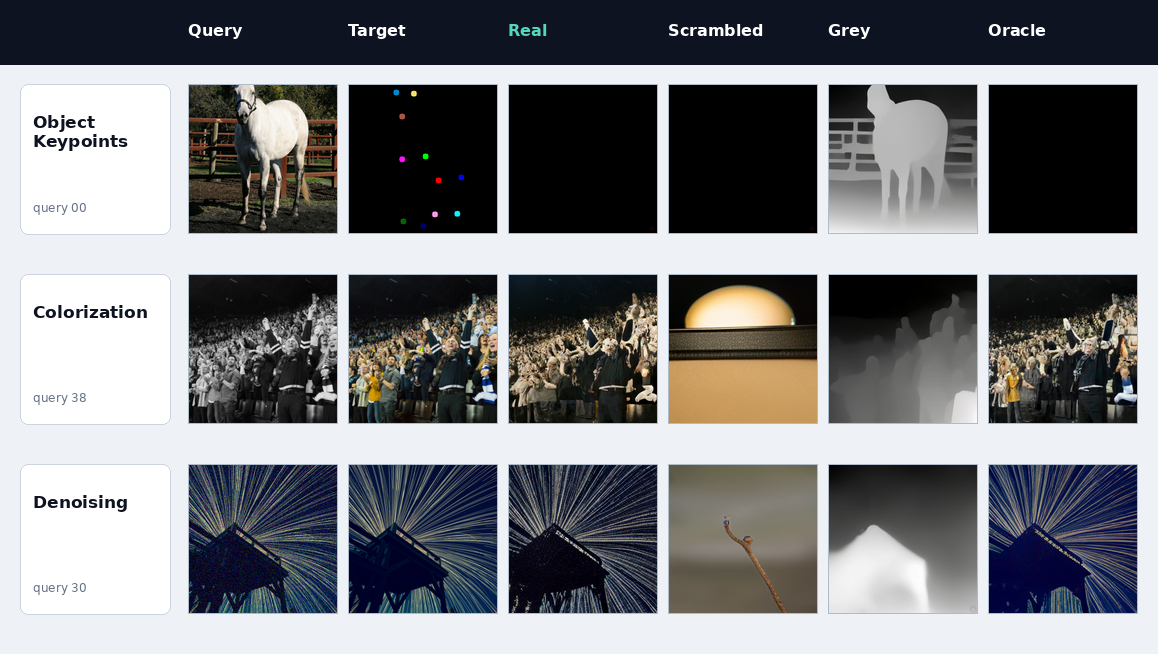 Query Target Real Scrambled Grey Oracle
Object
Keypoints
query 00
Colorization
query 38
Denoising
query 30